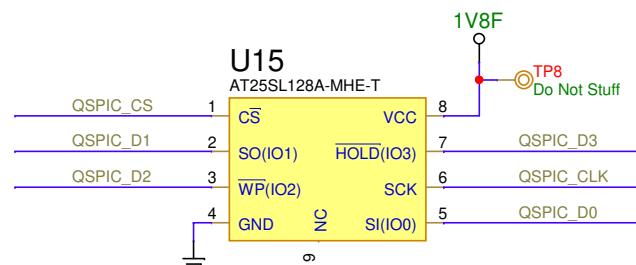 1V8F
U15
AT25SL128A-MHE-T
TP8
Do Not Stuff
QSPIC_CS 1 CS VCC 8
QSPIC_D1 2 SO(IO1) HOLD(IO3) 7 QSPIC_D3
QSPIC_D2 3 WP(IO2) SCK 6 QSPIC_CLK
4 GND NC SI(IO0) 5 QSPIC_D0
9